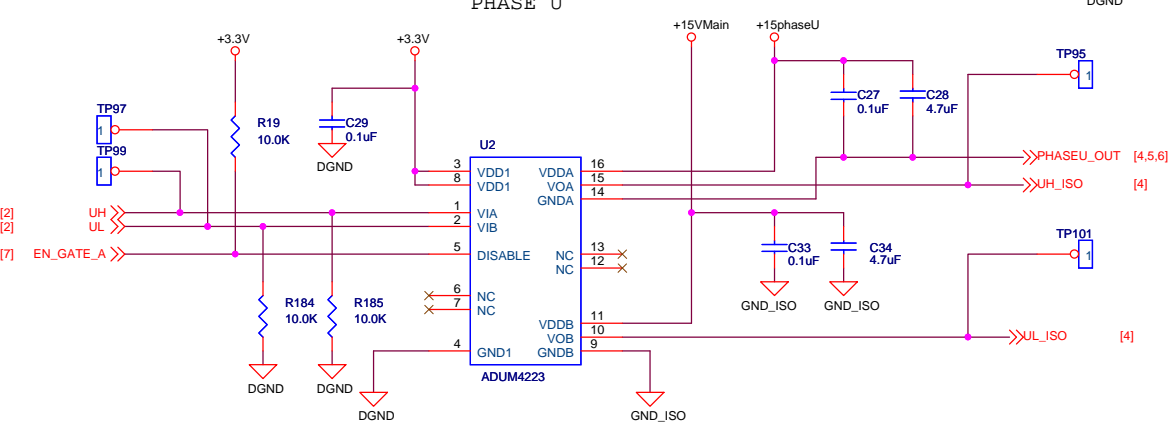 PHASE U
DGND
+15VMain
+15phaseU
+3.3V
+3.3V
TP95
1
TP97
1
R19
10.0K
C29
0.1uF
C27
0.1uF
C28
4.7uF
TP99
1
DGND
U2
3
VDD1
8
VDD1
VDDA
16
VOA
15
GNDA
14
PHASEU_OUT [4,5,6]
UH_ISO [4]
[2] UH
1
VIA
[2] UL
2
VIB
[7] EN_GATE_A
5
DISABLE
NC
13
NC
12
C33
0.1uF
C34
4.7uF
TP101
1
6
NC
7
NC
R184
10.0K
R185
10.0K
GND_ISO
GND_ISO
VDDB
11
VOB
10
GNDB
9
UL_ISO [4]
4
GND1
ADUM4223
DGND
DGND
DGND
GND_ISO